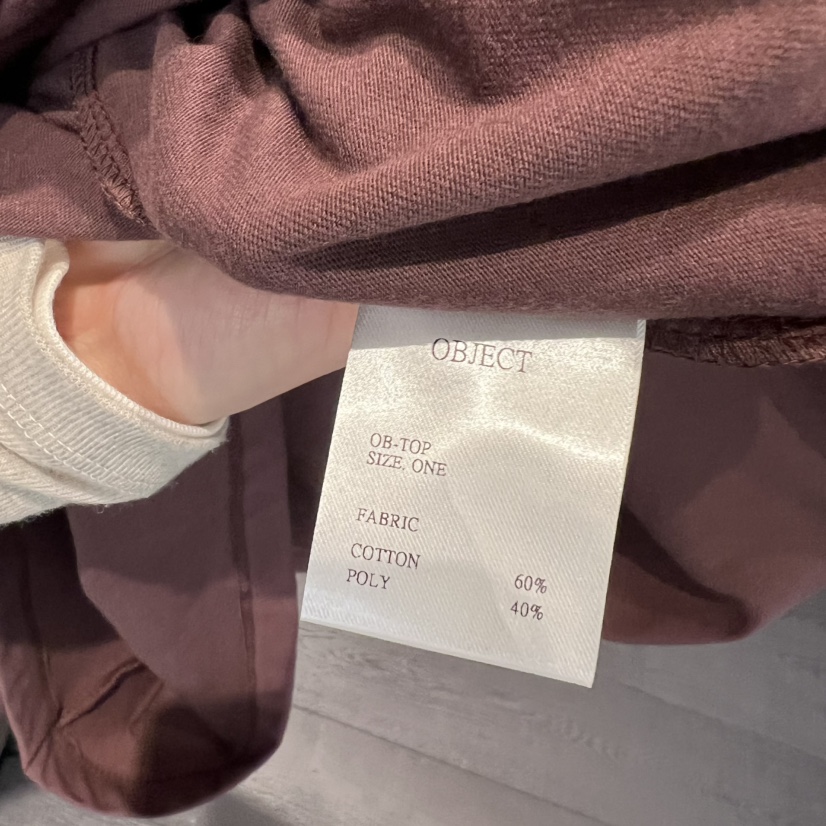 OBJECT
OB-TOP
SIZE, ONE
FABRIC
COTTON 60%
POLY 40%